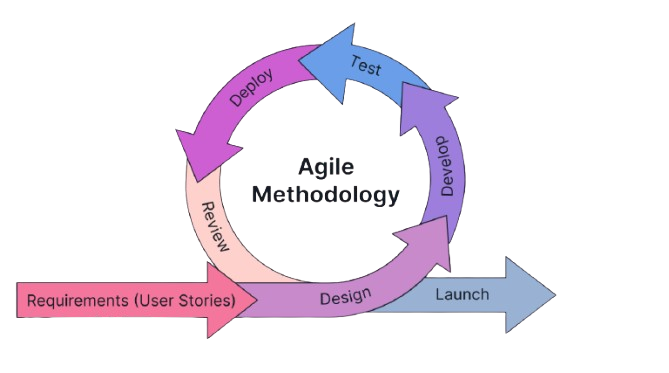 Agile
Methodology
Requirements (User Stories)
Design
Develop
Test
Deploy
Review
Launch